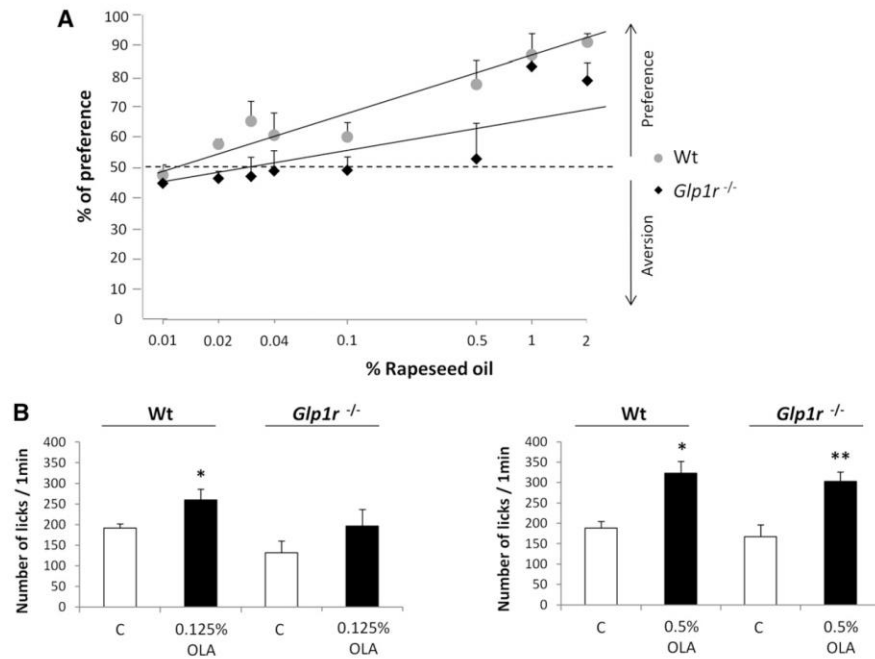 A
100
90
80
70
60
50
40
30
20
10
0
% of preference
0.01 0.02 0.04 0.1 0.5 1 2
% Rapeseed oil
Preference
Aversion
Wt
Glp1r -/-
B
Wt Glp1r -/-
400
350
300
250
200
150
100
50
0
Number of licks / 1min
*
C 0.125% OLA C 0.125% OLA
Wt Glp1r -/-
400
350
300
250
200
150
100
50
0
Number of licks / 1min
* **
C 0.5% OLA C 0.5% OLA